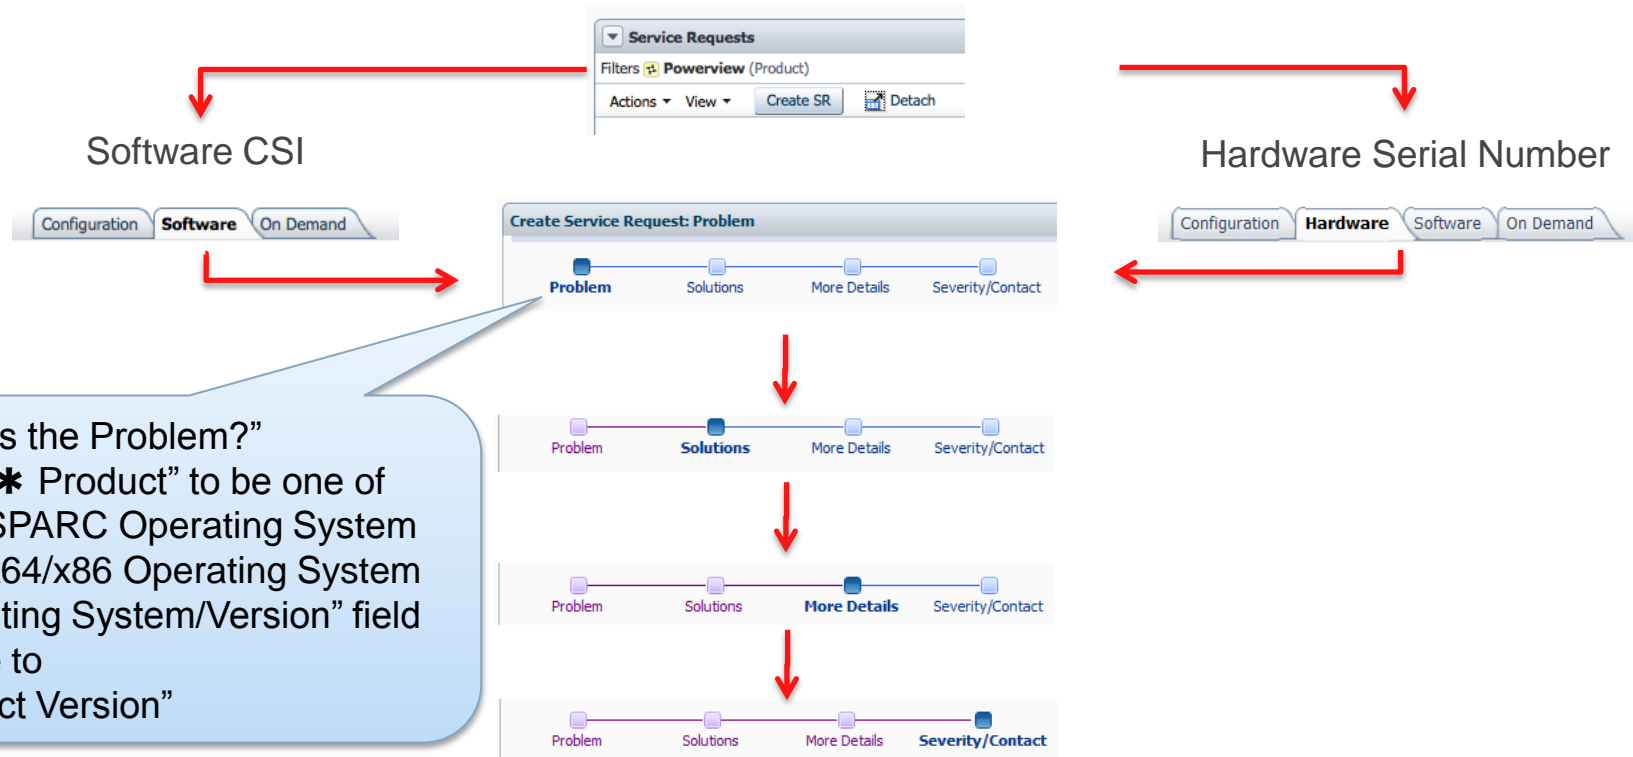 Service Requests
Filters Powerview (Product)
Actions View Create SR Detach
Software CSI
Hardware Serial Number
Configuration Software On Demand
Create Service Request: Problem
Configuration Hardware Software On Demand
Problem Solutions More Details Severity/Contact
s the Problem?”
✱ Product” to be one of
SPARC Operating System
64/x86 Operating System
ting System/Version” field
to
ct Version”
Problem Solutions More Details Severity/Contact
Problem Solutions More Details Severity/Contact
Problem Solutions More Details Severity/Contact